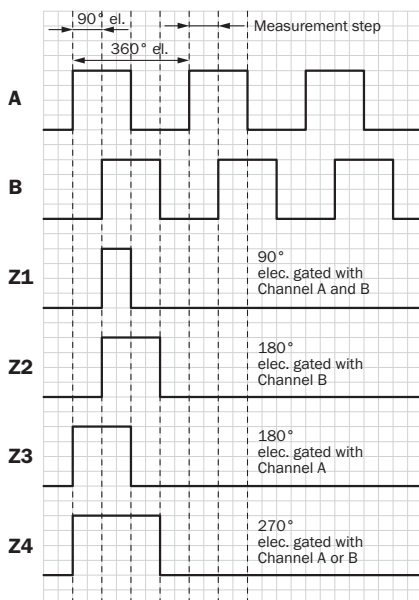 90° el.
Measurement step
360° el.
A
B
Z1
90°
elec. gated with
Channel A and B
Z2
180°
elec. gated with
Channel B
Z3
180°
elec. gated with
Channel A
Z4
270°
elec. gated with
Channel A or B